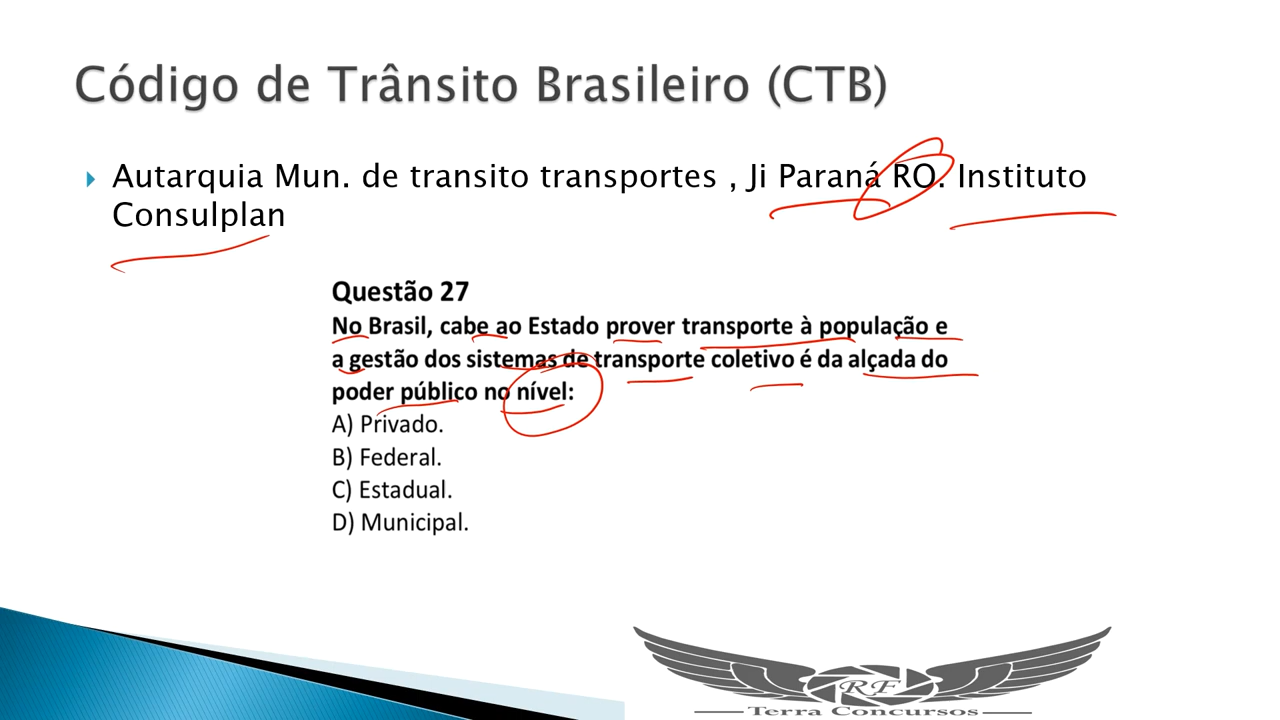 Código de Trânsito Brasileiro (CTB)
Autarquia Mun. de transito transportes , Ji Paraná RO. Instituto
Consulplan
Questão 27
No Brasil, cabe ao Estado prover transporte à população e
a gestão dos sistemas de transporte coletivo é da alçada do
poder público no nível:
A) Privado.
B) Federal.
C) Estadual.
D) Municipal.
RF
Terra Concursos